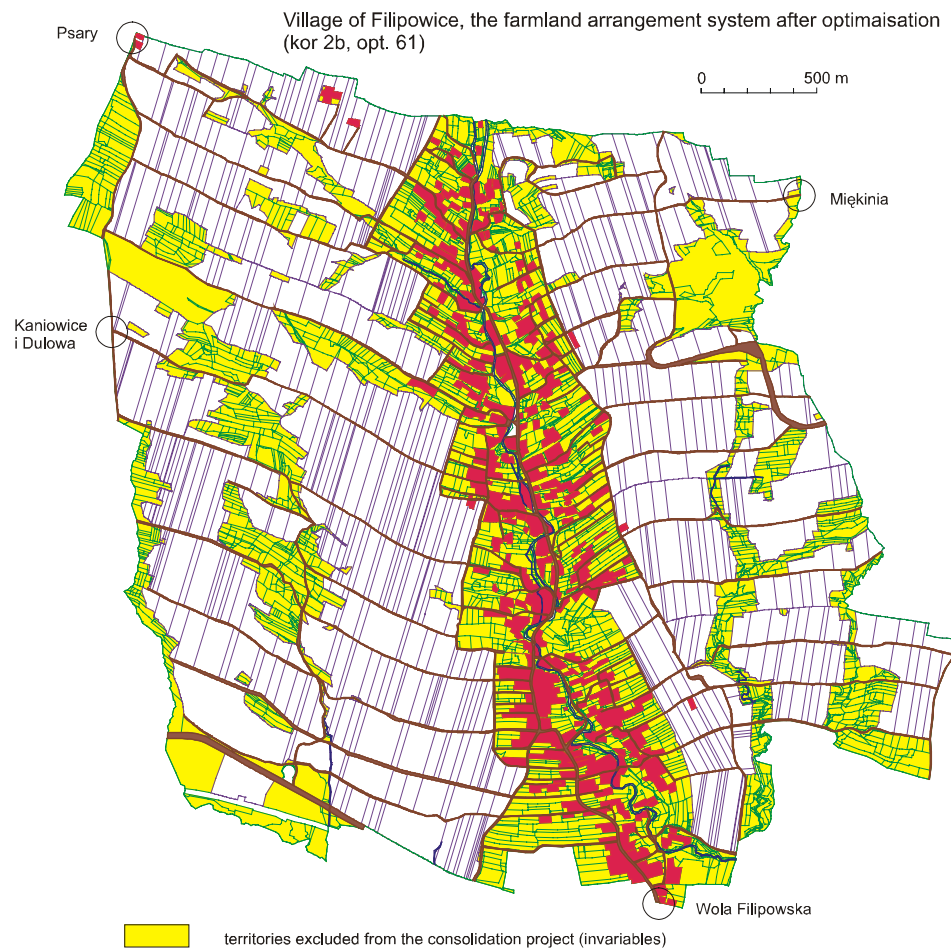 Village of Filipowice, the farmland arrangement system after optimaisation
(kor 2b, opt. 61)
Psary
0 500 m
Miękinia
Kaniowice
i Dulowa
Wola Filipowska
territories excluded from the consolidation project (invariables)